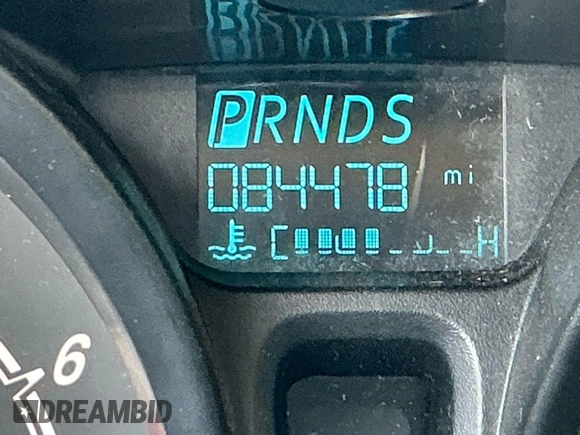 PRNDS
084478 mi
C H
6
DREAMBID